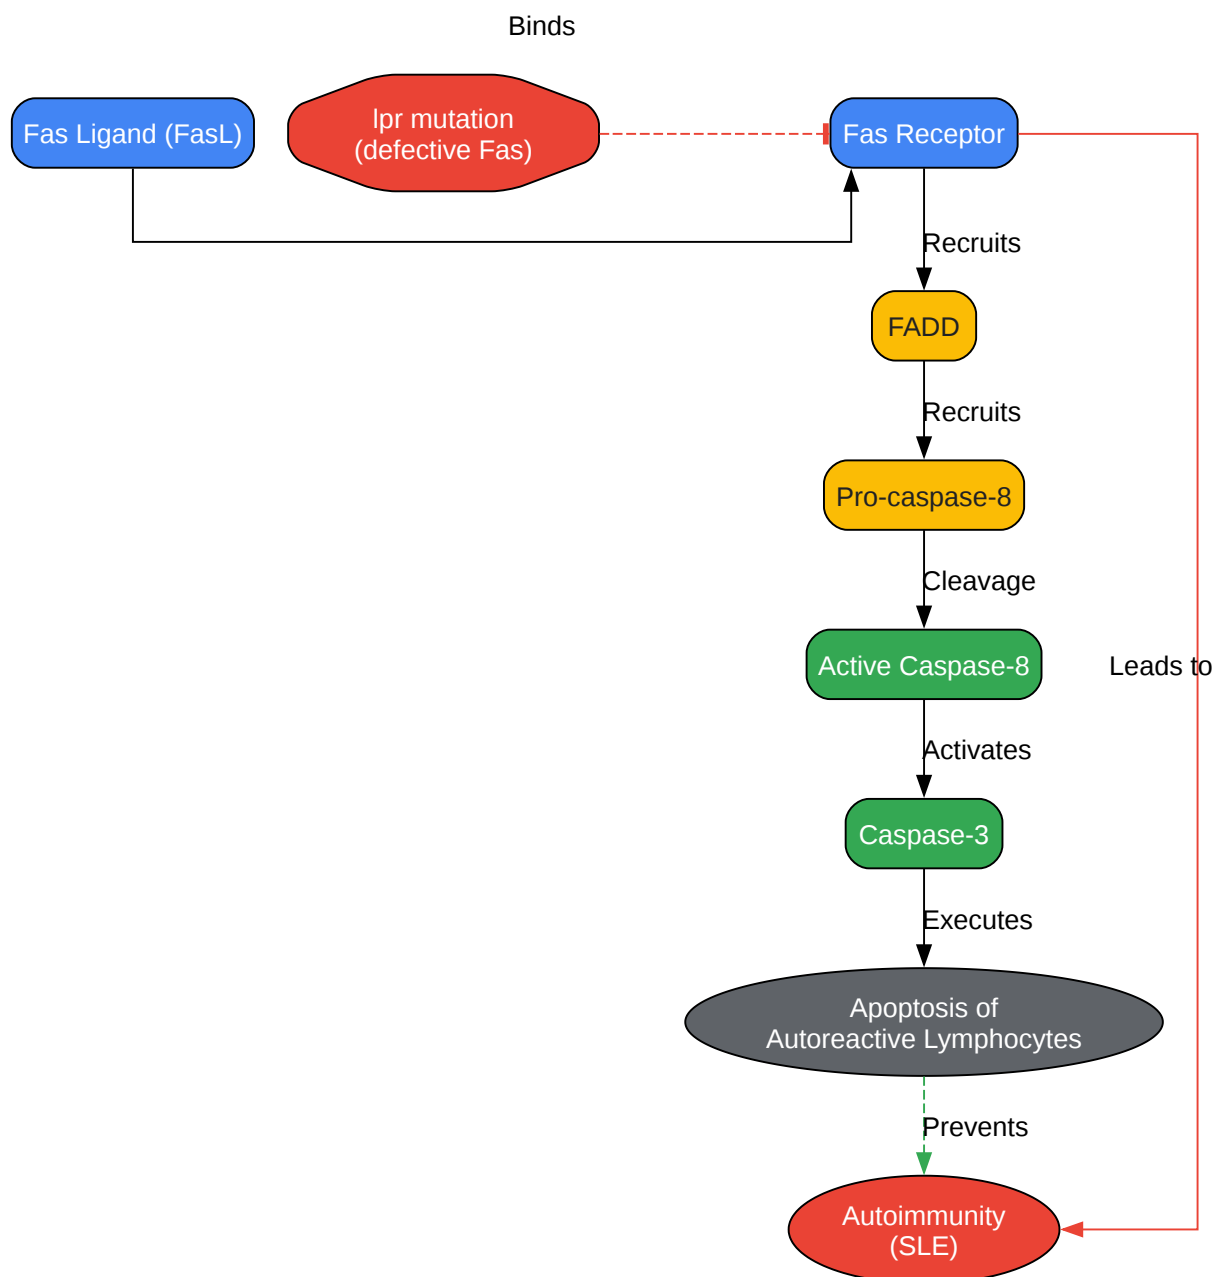 Binds
Fas Ligand (FasL)
lpr mutation
(defective Fas)
Fas Receptor
Recruits
FADD
Recruits
Pro-caspase-8
Cleavage
Active Caspase-8
Leads to
Activates
Caspase-3
Executes
Apoptosis of
Autoreactive Lymphocytes
Prevents
Autoimmunity
(SLE)